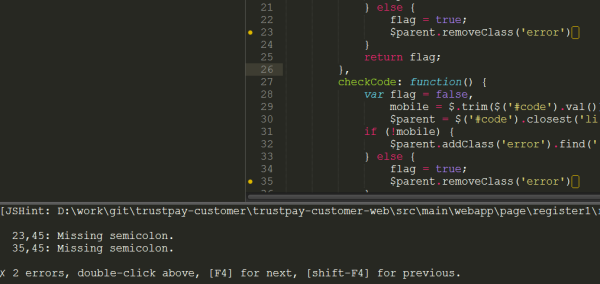 21 } else {
22 flag = true;
23 $parent.removeClass('error')
24 }
25 return flag;
26 },
27 checkCode: function() {
28 var flag = false,
29 mobile = $.trim($('#code').val()
30 $parent = $('#code').closest('li
31 if (!mobile) {
32 $parent.addClass('error').find('
33 } else {
34 flag = true;
35 $parent.removeClass('error')
[JSHint: D:\work\git\trustpay-customer\trustpay-customer-web\src\main\webapp\page\register1\
23,45: Missing semicolon.
35,45: Missing semicolon.
✗ 2 errors, double-click above, [F4] for next, [shift-F4] for previous.